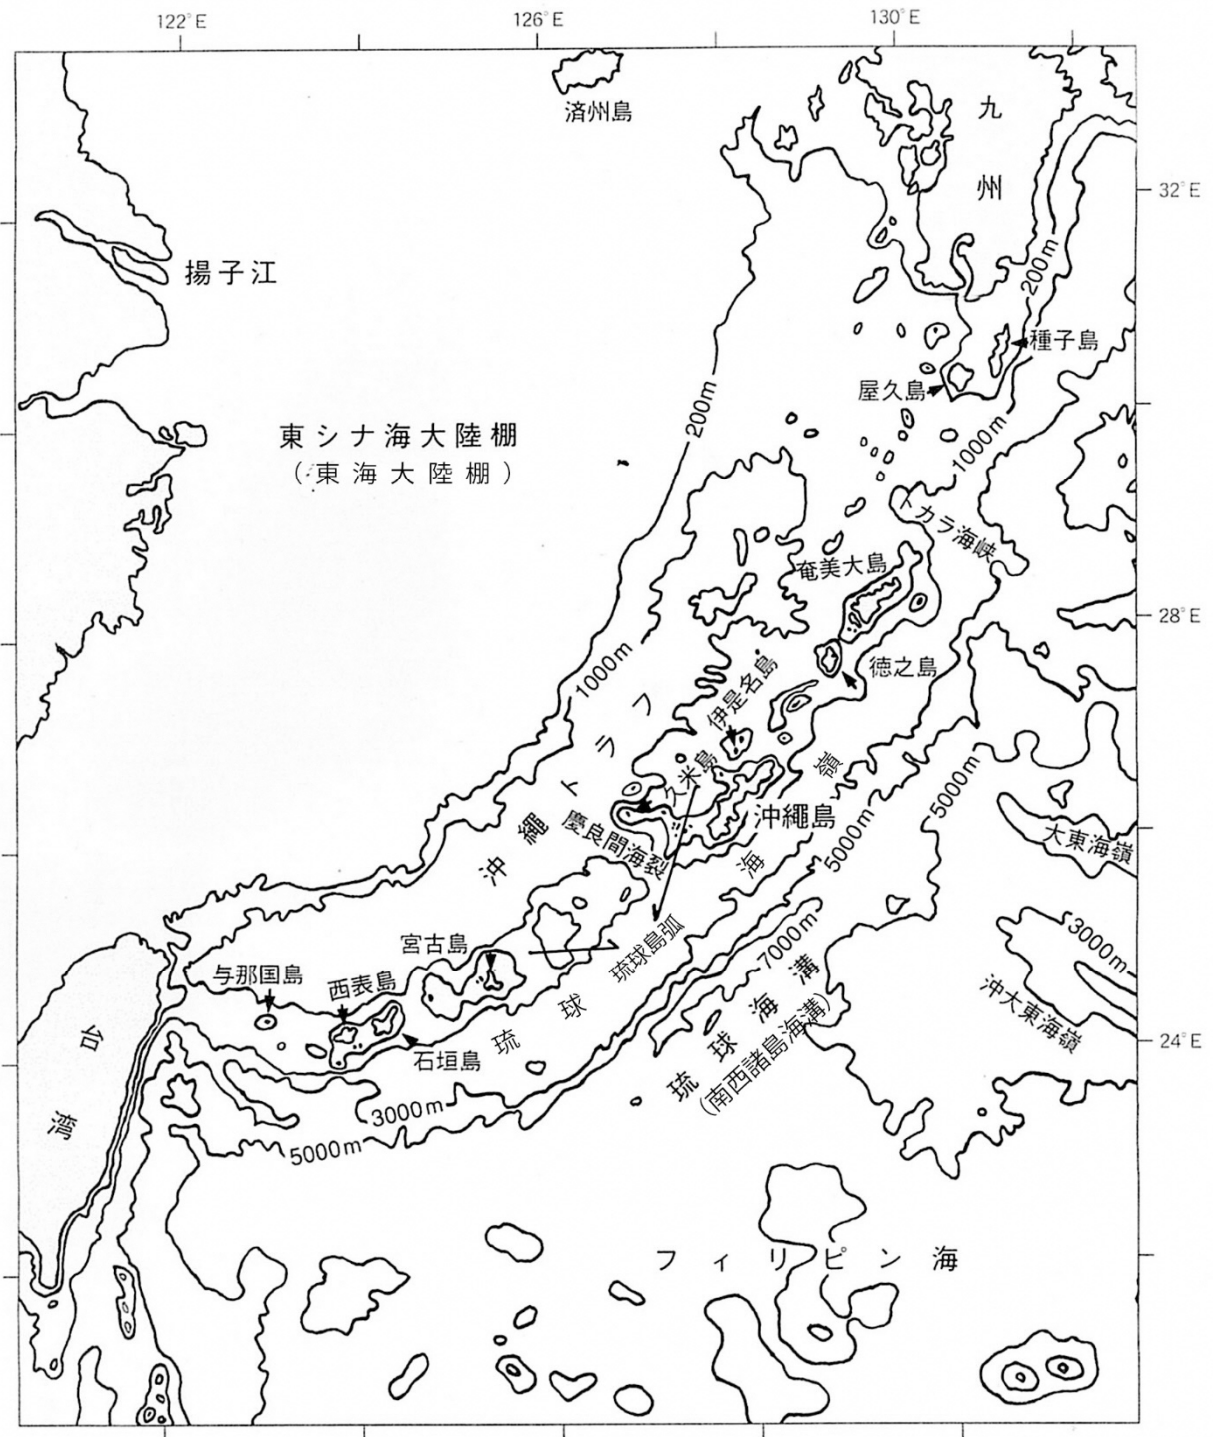 122°E
126°E
130°E
済州島
九州
32°E
揚子江
200m
種子島
屋久島
200m
東シナ海大陸棚
(東海大陸棚)
1000m
トカラ海峡
奄美大島
28°E
徳之島
1000m
伊是名島
久米島
沖縄トラフ
慶良間海裂
沖繩島
5000m
5000m
大東海嶺
3000m
沖大東海嶺
琉球島弧
琉球海嶺
7000m
宮古島
与那国島
西表島
石垣島
24°E
琉球海溝
(南西諸島海溝)
台湾
3000m
5000m
フィリピン海